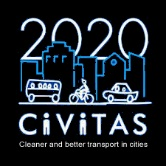 2020
CiViTAS
Cleaner and better transport in cities